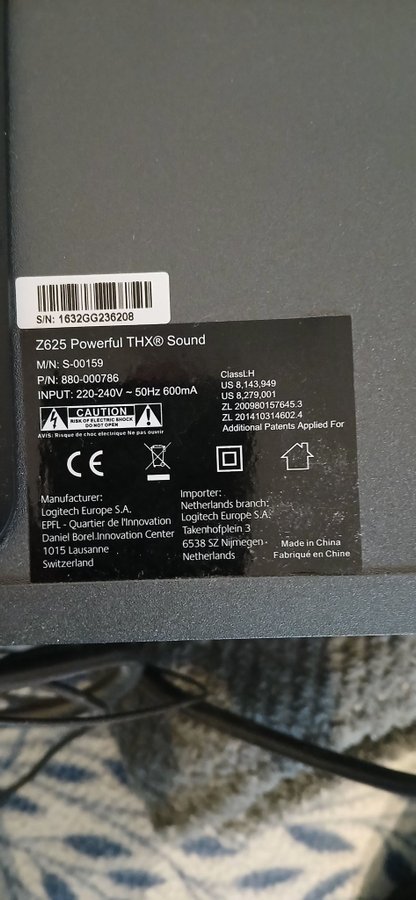 S/N: 1632GG236208
Z625 Powerful THX® Sound
M/N: S-00159
P/N: 880-000786
INPUT: 220-240V ~ 50Hz 600mA
CAUTION
RISK OF ELECTRIC SHOCK
DO NOT OPEN
AVIS: Risque de choc electrique Ne pas ouvrir
ClassLH
US 8,143,949
US 8,279,001
ZL 200980157645.3
ZL 201410314602.4
Additional Patents Applied For
CE
Manufacturer:
Logitech Europe S.A.
EPFL - Quartier de l'Innovation
Daniel Borel.Innovation Center
1015 Lausanne
Switzerland
Importer:
Netherlands branch:
Logitech Europe S.A.
Takenhofplein 3
6538 SZ Nijmegen -
Netherlands
Made in China
Fabriqué en Chine